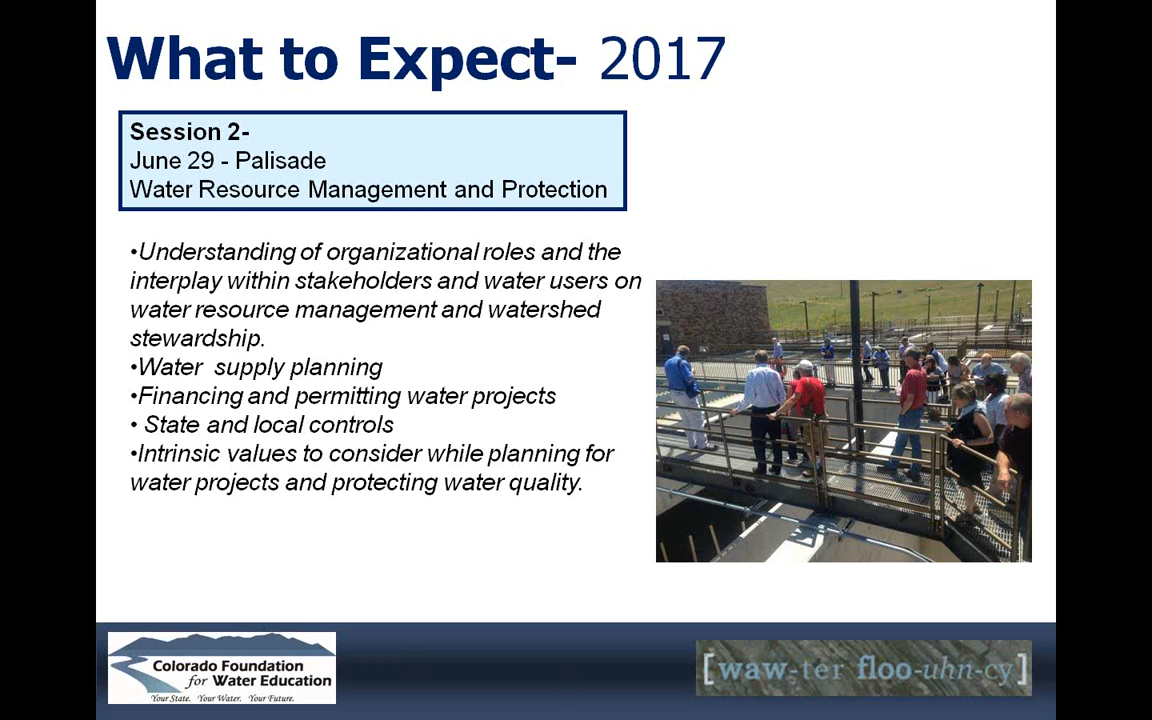 What to Expect- 2017
Session 2-
June 29 - Palisade
Water Resource Management and Protection
•Understanding of organizational roles and the
interplay within stakeholders and water users on
water resource management and watershed
stewardship.
•Water  supply planning
•Financing and permitting water projects
• State and local controls
•Intrinsic values to consider while planning for
water projects and protecting water quality.
Colorado Foundation
for Water Education
Your State. Your Water. Your Future.
[waw-ter floo-uhn-cy]